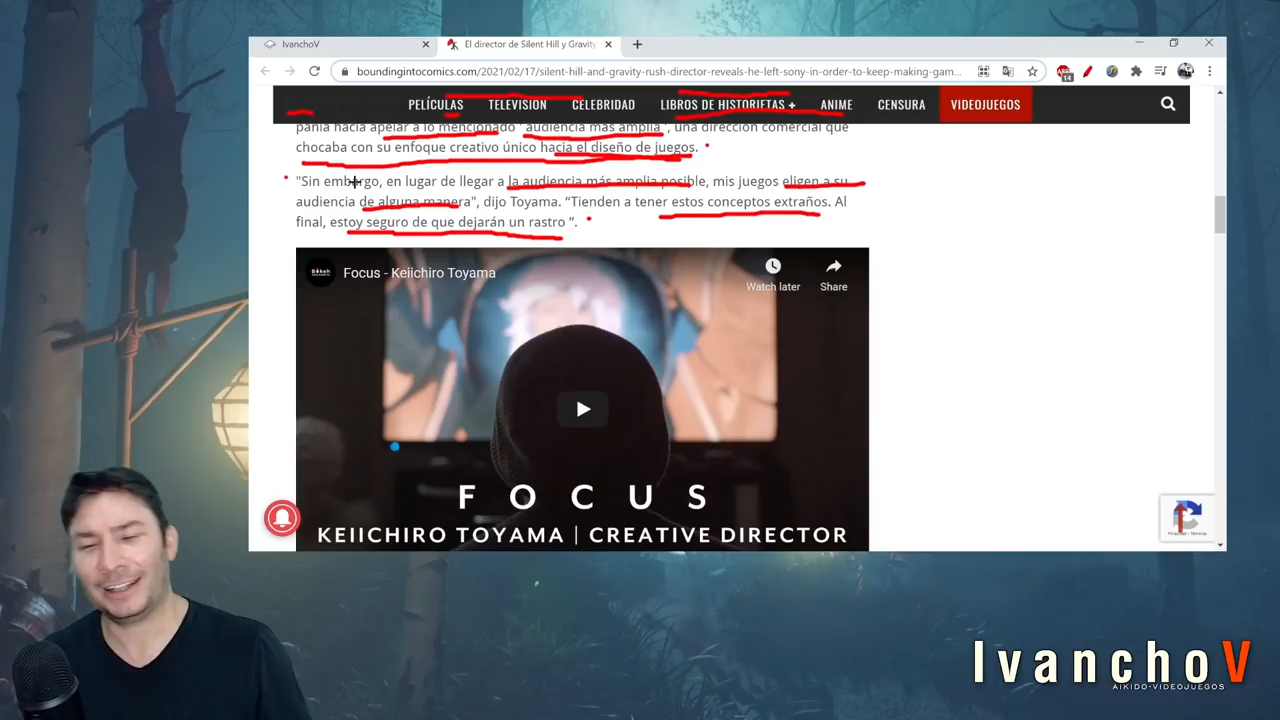 IvanchoV
El director de Silent Hill y Gravity
boundingintocomics.com/2021/02/17/silent-hill-and-gravity-rush-director-reveals-he-left-sony-in-order-to-keep-making-gam...
14
PELÍCULAS TELEVISION CELEBRIDAD LIBROS DE HISTORIETAS + ANIME CENSURA VIDEOJUEGOS
pañía hacia apelar a lo mencionado "audiencia más amplia", una dirección comercial que
chocaba con su enfoque creativo único hacia el diseño de juegos.
"Sin embargo, en lugar de llegar a la audiencia más amplia posible, mis juegos eligen a su
audiencia de alguna manera", dijo Toyama. “Tienden a tener estos conceptos extraños. Al
final, estoy seguro de que dejarán un rastro ”.
Focus - Keiichiro Toyama
Watch later
Share
FOCUS
KEIICHIRO TOYAMA | CREATIVE DIRECTOR
IvanchoV
AIKIDO-VIDEOJUEGOS